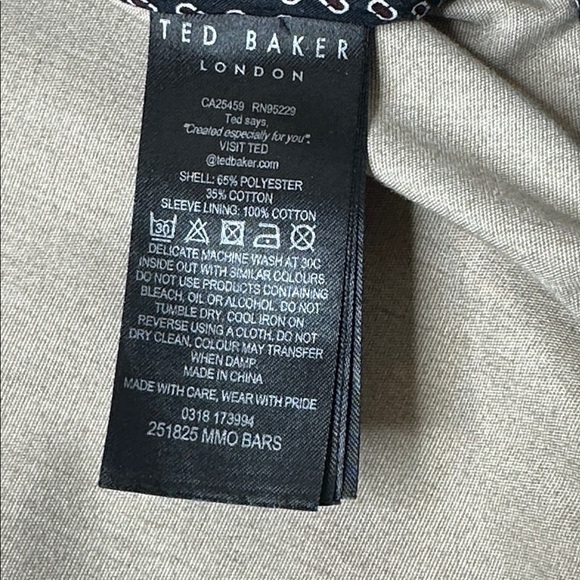 TED BAKER
LONDON
CA25459 RN95229
Ted says,
"Created especially for you".
VISIT TED
@tedbaker.com
SHELL: 65% POLYESTER
35% COTTON
SLEEVE LINING: 100% COTTON
30
DELICATE MACHINE WASH AT 30C
INSIDE OUT WITH SIMILAR COLOURS.
DO NOT USE PRODUCTS CONTAINING
BLEACH, OIL OR ALCOHOL. DO NOT
TUMBLE DRY. COOL IRON ON
REVERSE USING A CLOTH. DO NOT
DRY CLEAN. COLOUR MAY TRANSFER
WHEN DAMP.
MADE IN CHINA
MADE WITH CARE, WEAR WITH PRIDE
0318 173994
251825 MMO BARS